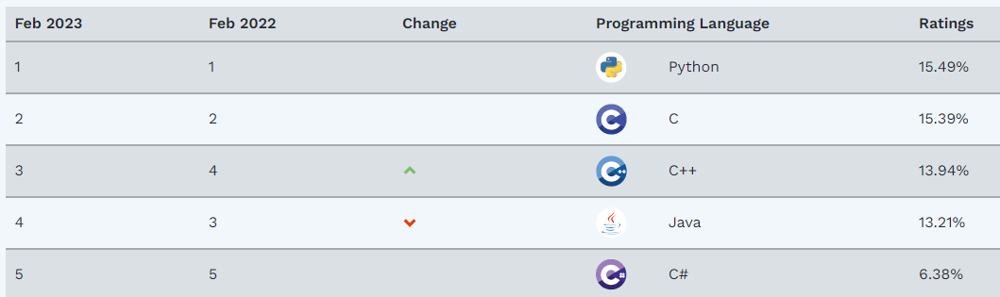 Feb 2023 Feb 2022 Change Programming Language Ratings
1 1 Python 15.49%
2 2 C 15.39%
3 4 C++ 13.94%
4 3 Java 13.21%
5 5 C# 6.38%